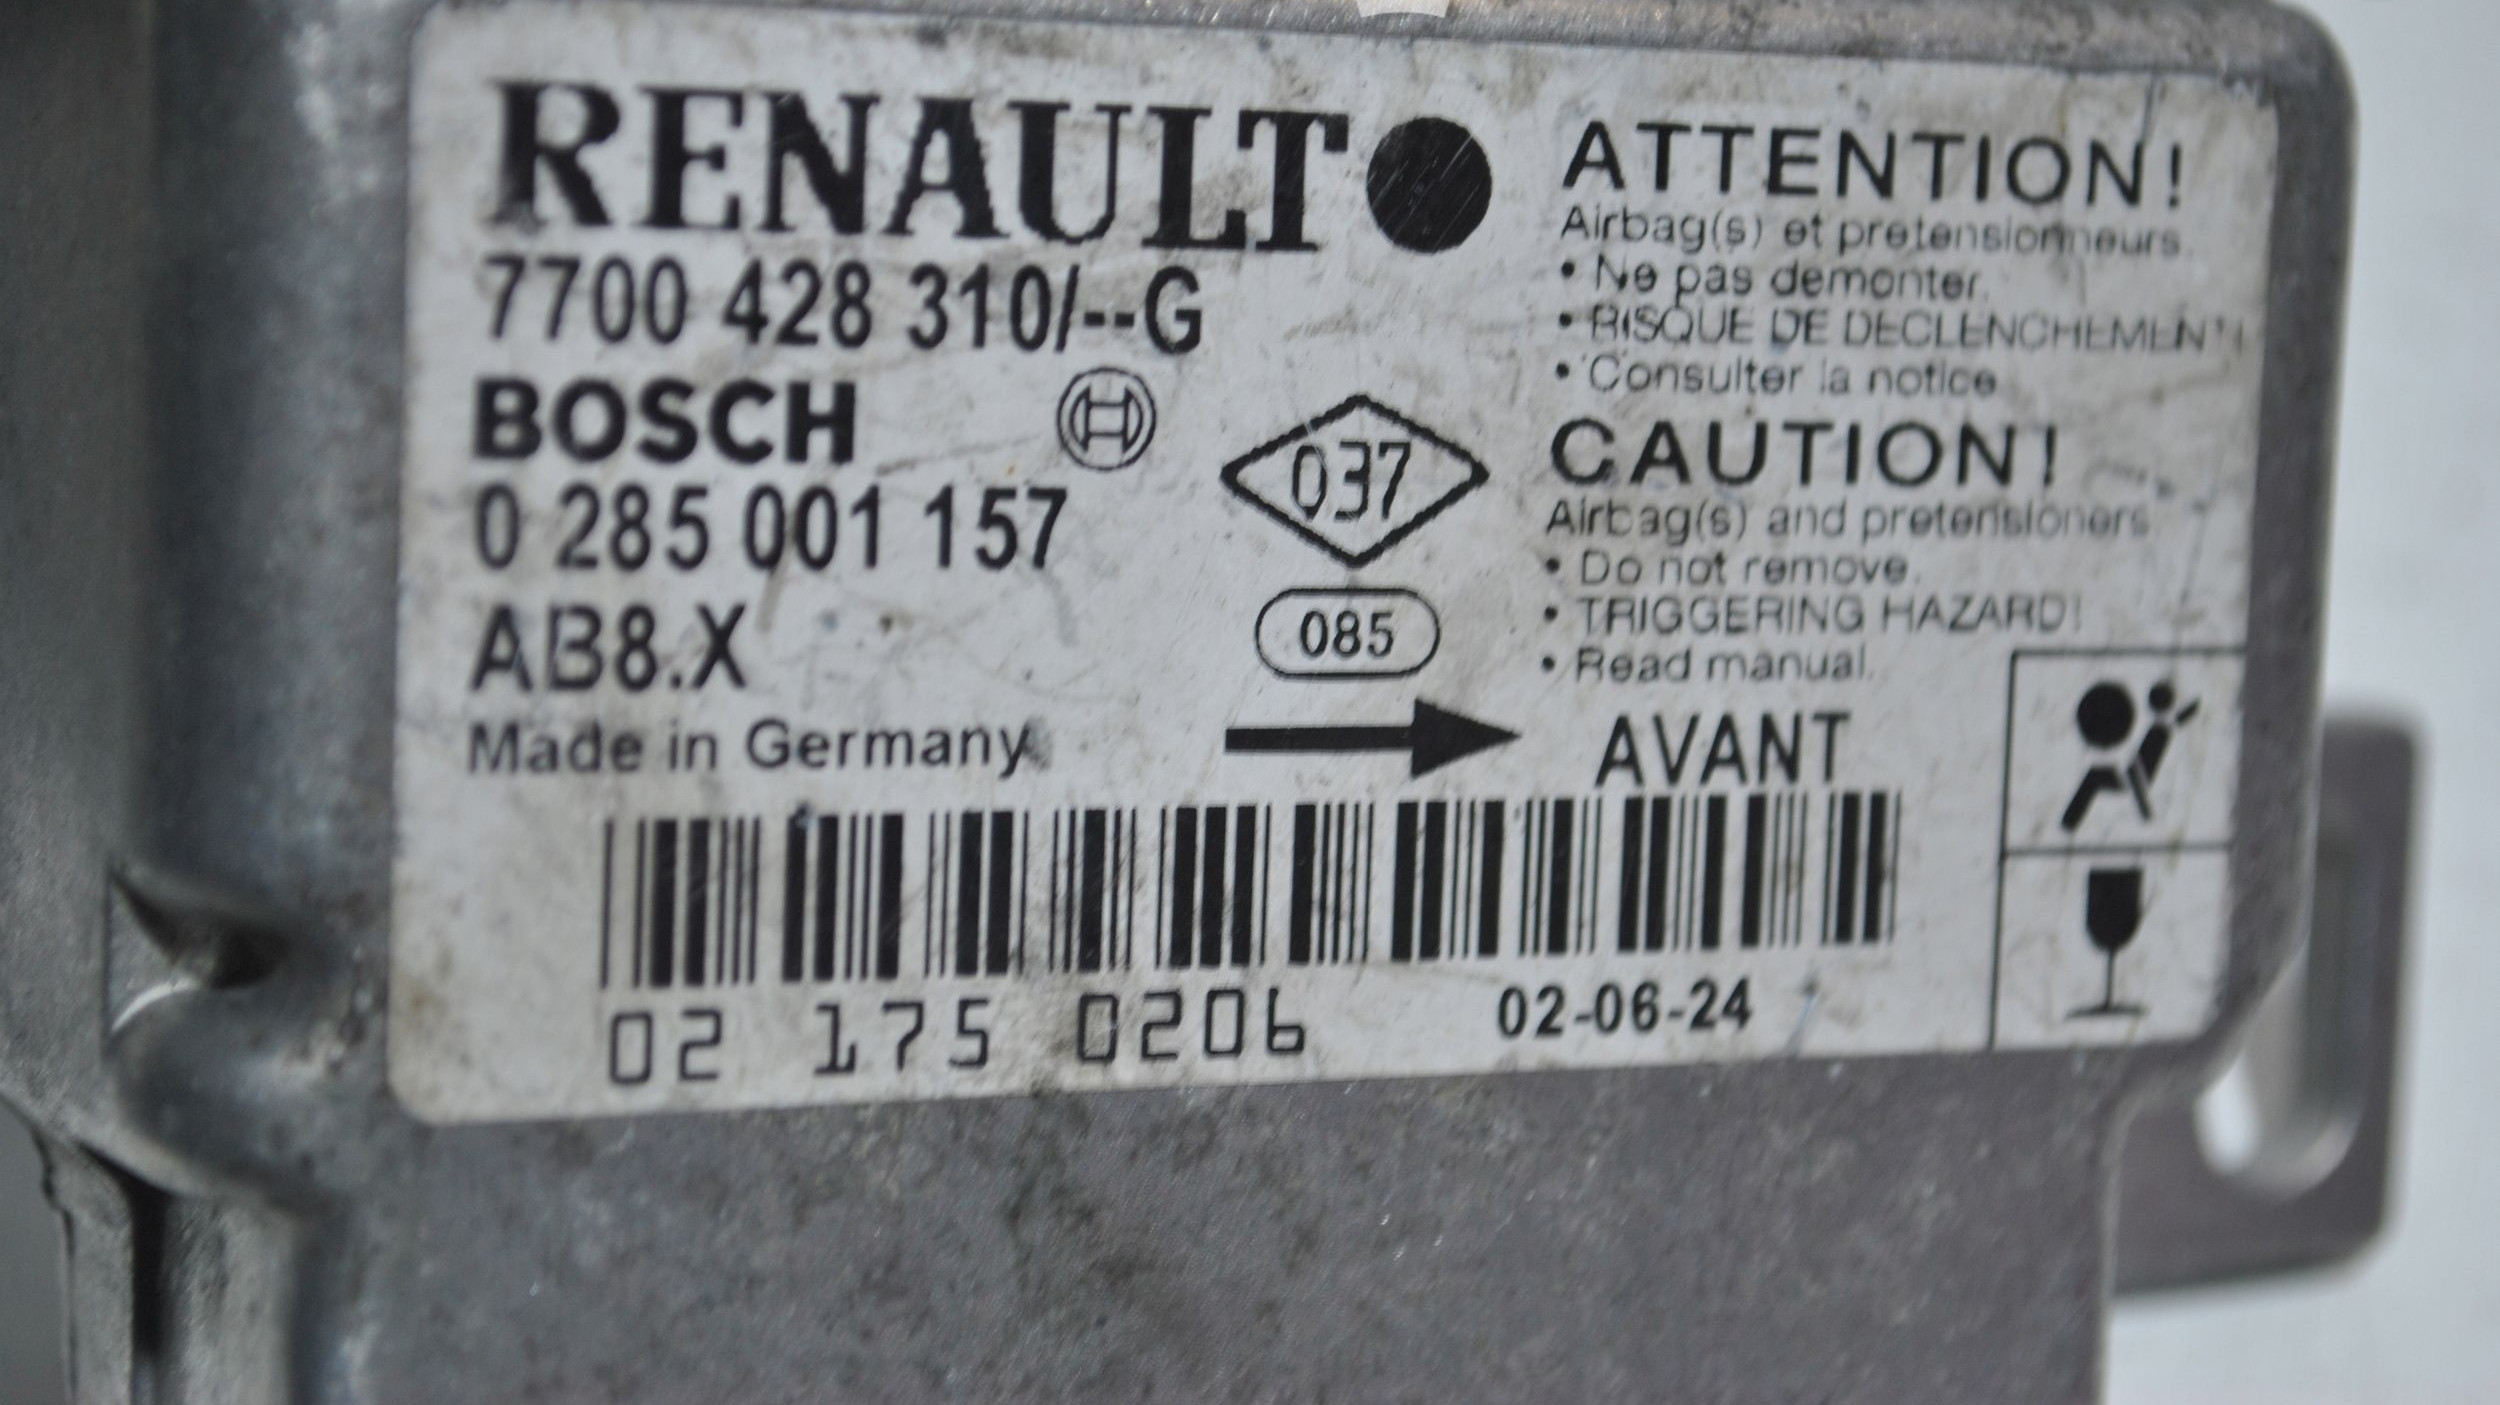 RENAULT
7700 428 310/--G
BOSCH
0 285 001 157
AB8.X
Made in Germany
037
085
ATTENTION!
Airbag(s) et pretensionneurs.
• Ne pas demonter.
• RISQUE DE DECLENCHEMENT!
• Consulter la notice
CAUTION!
Airbag(s) and pretensioners.
• Do not remove.
• TRIGGERING HAZARD!
• Read manual.
AVANT
02 175 0206
02-06-24